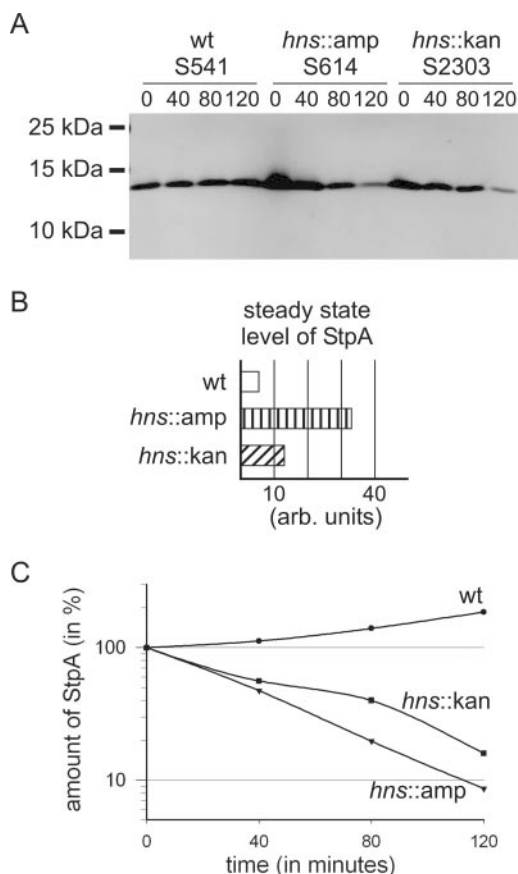 A
wt hns::amp hns::kan
S541 S614 S2303
0 40 80 120 0 40 80 120 0 40 80 120
25 kDa
15 kDa
10 kDa
B
steady state
level of StpA
wt
hns::amp
hns::kan
10 40
(arb. units)
C
amount of StpA (in %)
100
10
wt
hns::kan
hns::amp
0 40 80 120
time (in minutes)